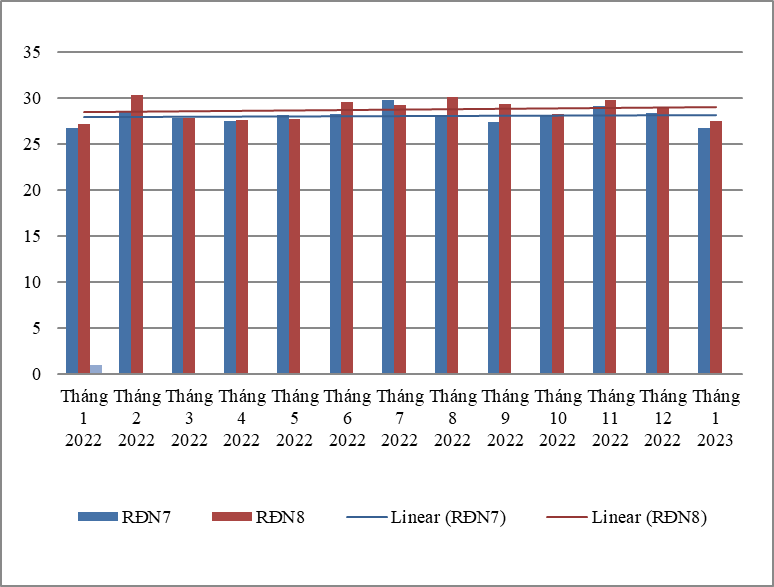 35
30
25
20
15
10
5
0
Tháng Tháng Tháng Tháng Tháng Tháng Tháng Tháng Tháng Tháng Tháng Tháng Tháng
1 2 3 4 5 6 7 8 9 10 11 12 1
2022 2022 2022 2022 2022 2022 2022 2022 2022 2022 2022 2022 2023
RĐN7 RĐN8 Linear (RĐN7) Linear (RĐN8)